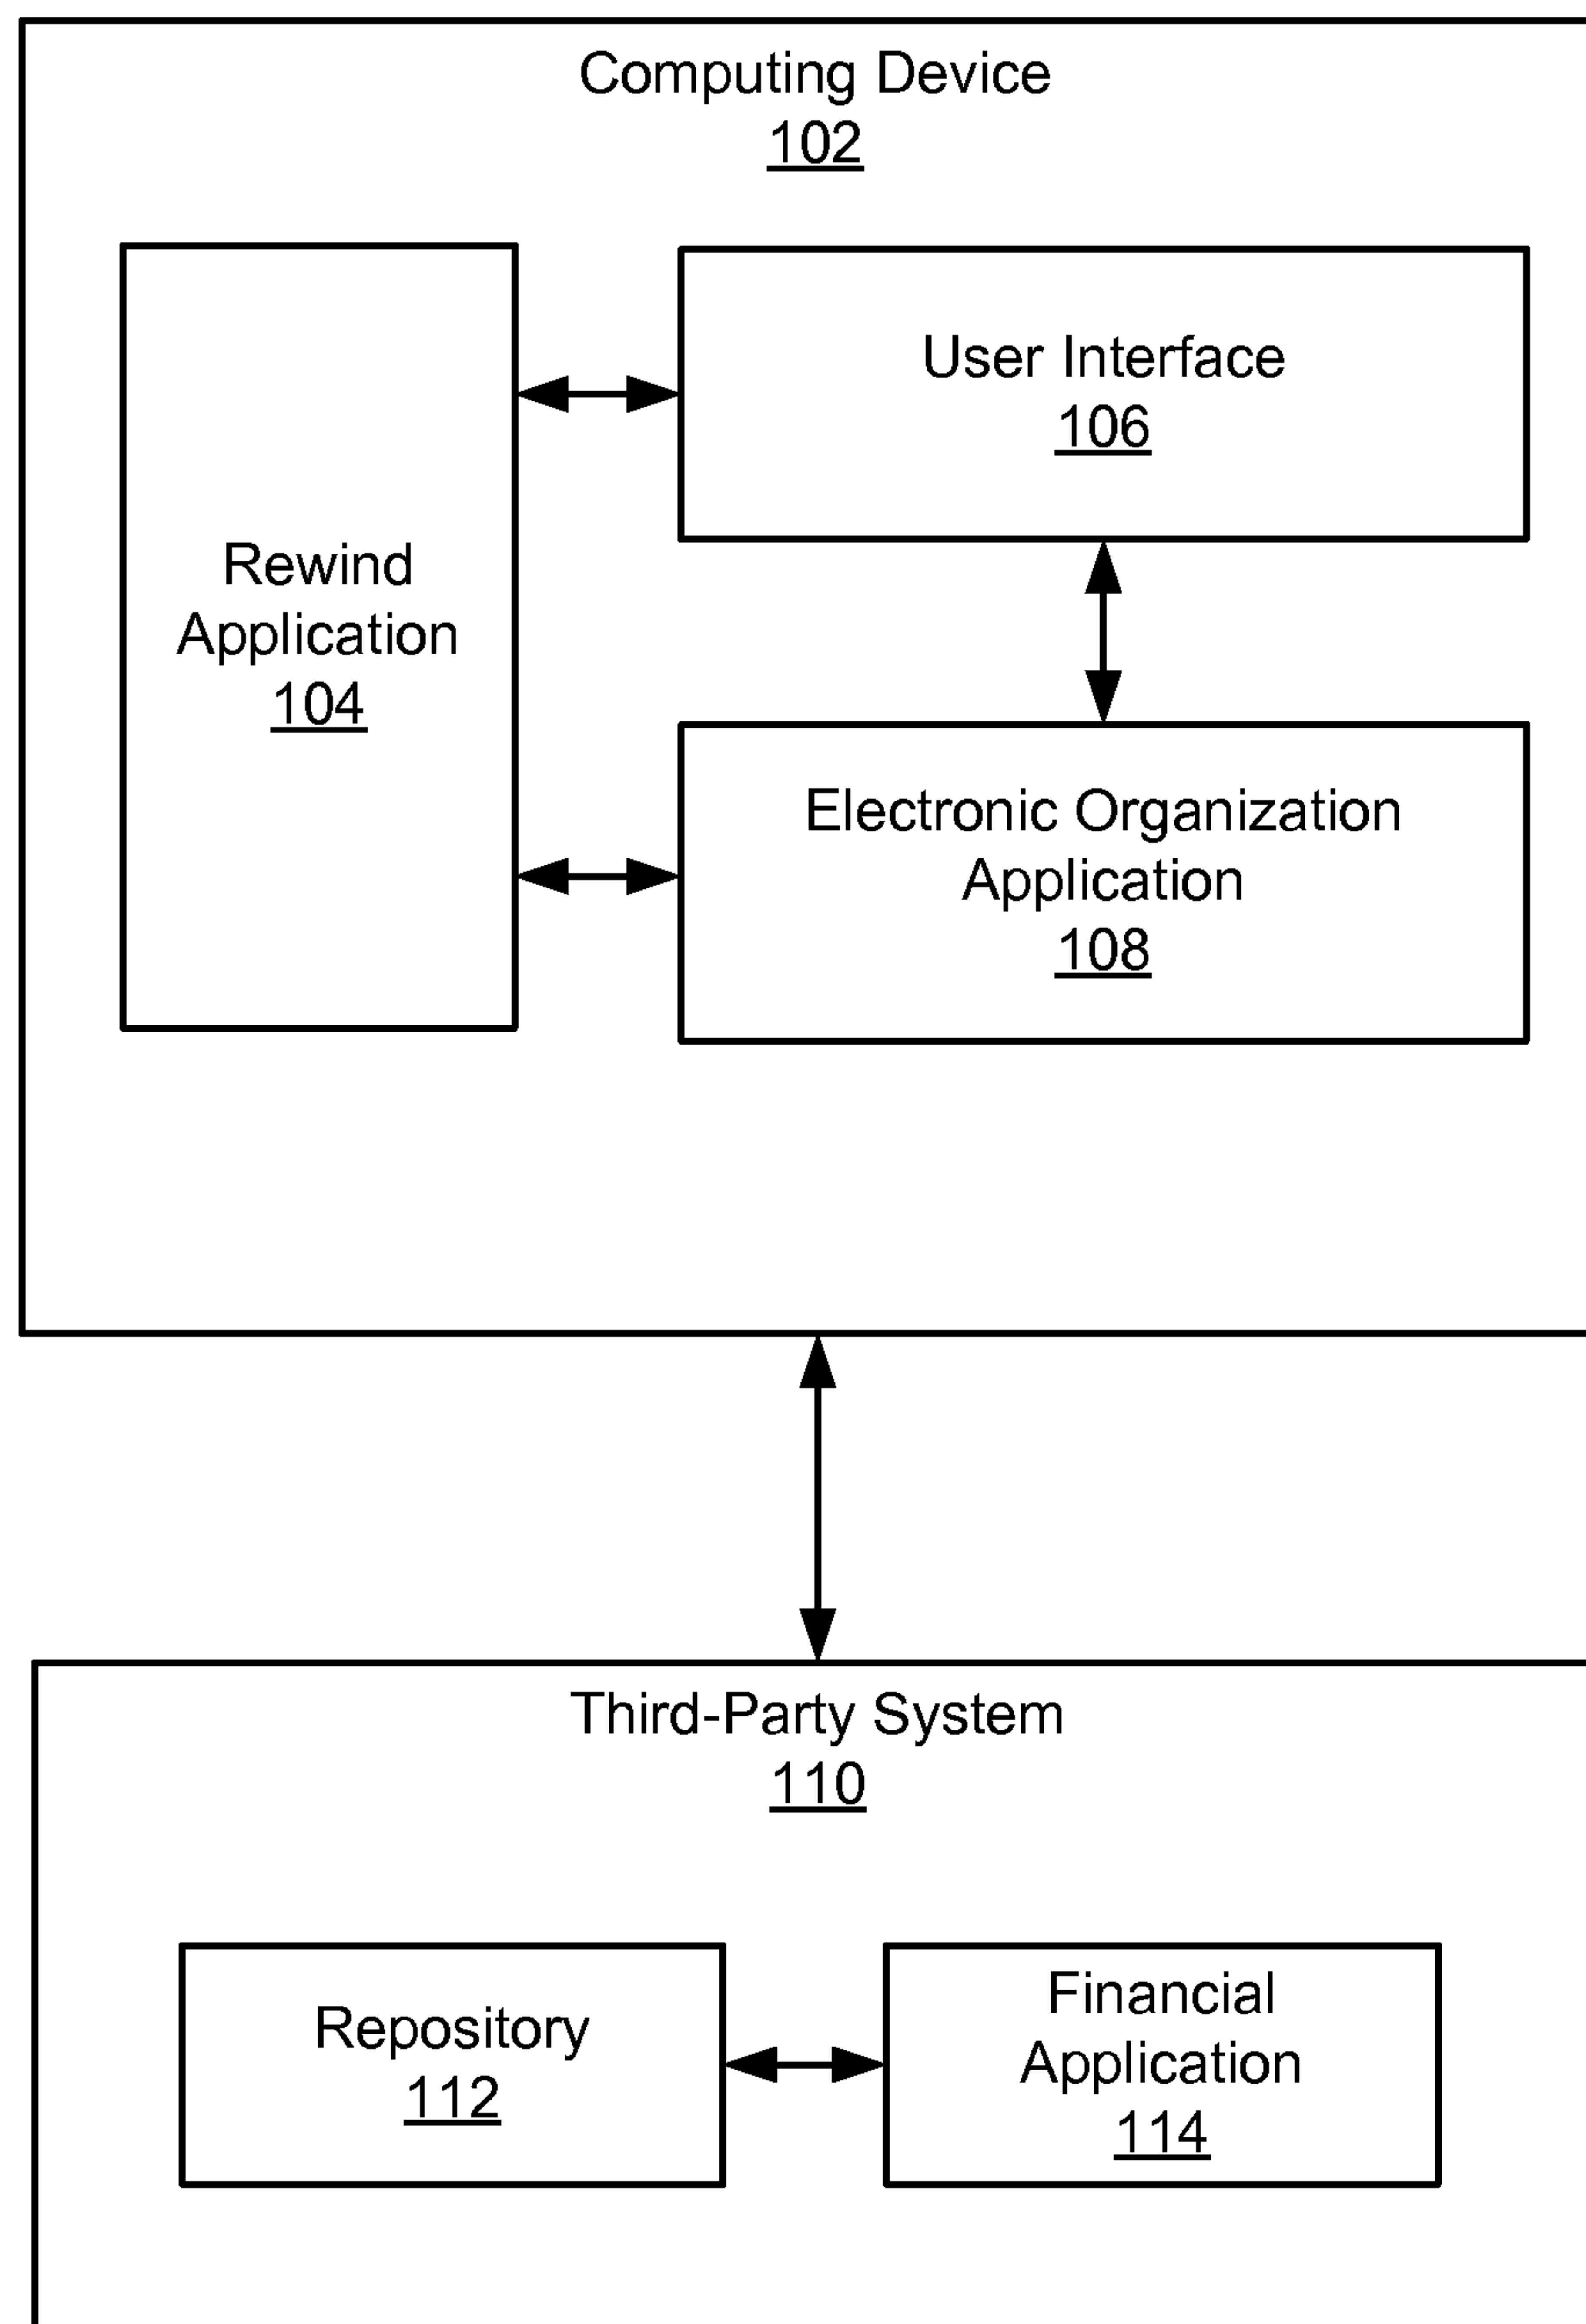 Computing Device
102
Rewind
Application
104
User Interface
106
Electronic Organization
Application
108
Third-Party System
110
Repository
112
Financial
Application
114